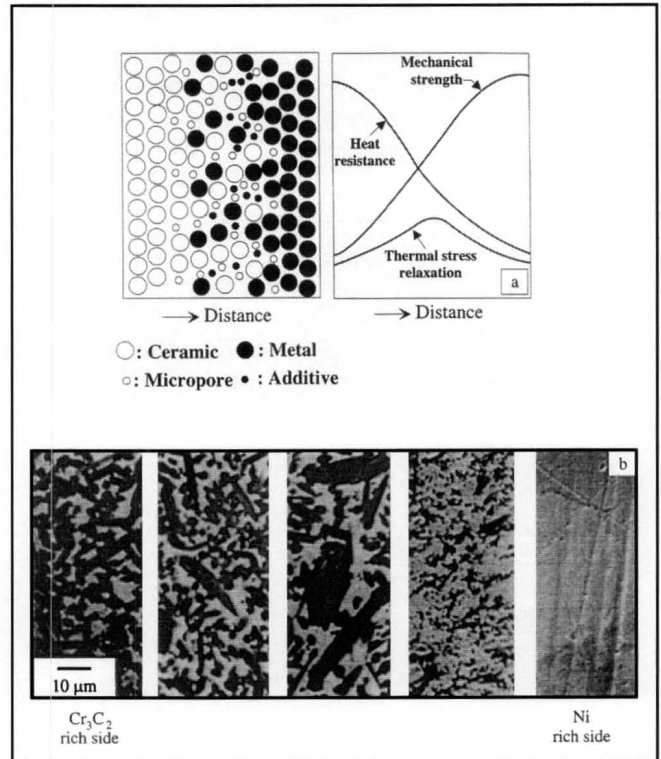 Mechanical
strength
Heat
resistance
Thermal stress
relaxation
a
→ Distance
→ Distance
○: Ceramic ●: Metal
○: Micropore •: Additive
b
10 μm
Cr₃C₂
rich side
Ni
rich side